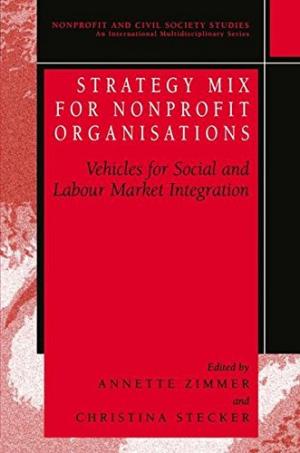 NONPROFIT AND CIVIL SOCIETY STUDIES
An International Multidisciplinary Series
STRATEGY MIX
FOR NONPROFIT
ORGANISATIONS
Vehicles for Social and
Labour Market Integration
Edited by
ANNETTE ZIMMER
and
CHRISTINA STECKER